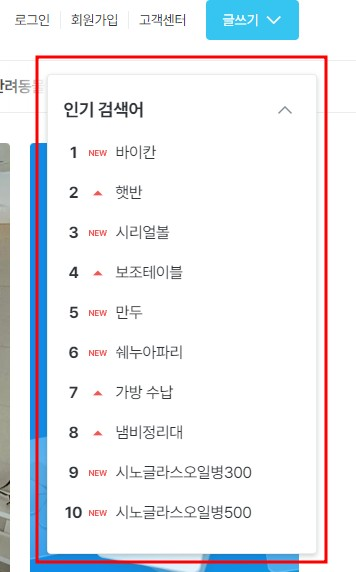 로그인 회원가입 고객센터 글쓰기
인기 검색어
1 NEW 바이칸
2 햇반
3 NEW 시리얼볼
4 보조테이블
5 NEW 만두
6 NEW 쉐누아파리
7 가방 수납
8 냄비정리대
9 NEW 시노글라스오일병300
10 NEW 시노글라스오일병500